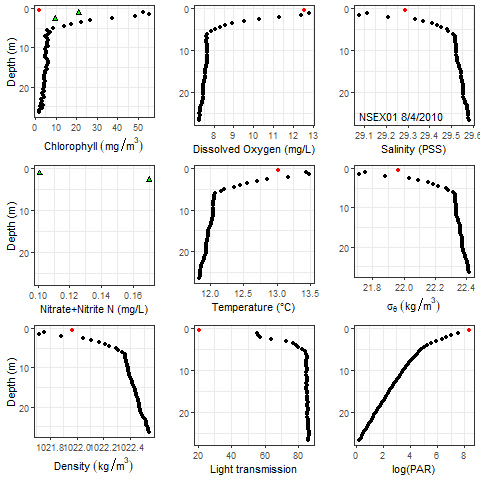 Depth (m)
0
10
20
0 10 20 30 40 50
Chlorophyll (mg/m³)
0
10
20
8 9 10 11 12 13
Dissolved Oxygen (mg/L)
0
10
20
NSEX01 8/4/2010
29.1 29.2 29.3 29.4 29.5 29.6
Salinity (PSS)
Depth (m)
0
10
20
0.10 0.12 0.14 0.16
Nitrate+Nitrite N (mg/L)
0
10
20
12.0 12.5 13.0 13.5
Temperature (°C)
0
10
20
21.8 22.0 22.2 22.4
σθ (kg/m³)
Depth (m)
0
10
20
1021.8 1022.0 1022.2 1022.4
Density (kg/m³)
0
10
20
20 40 60 80
Light transmission
0
10
20
0 2 4 6 8
log(PAR)